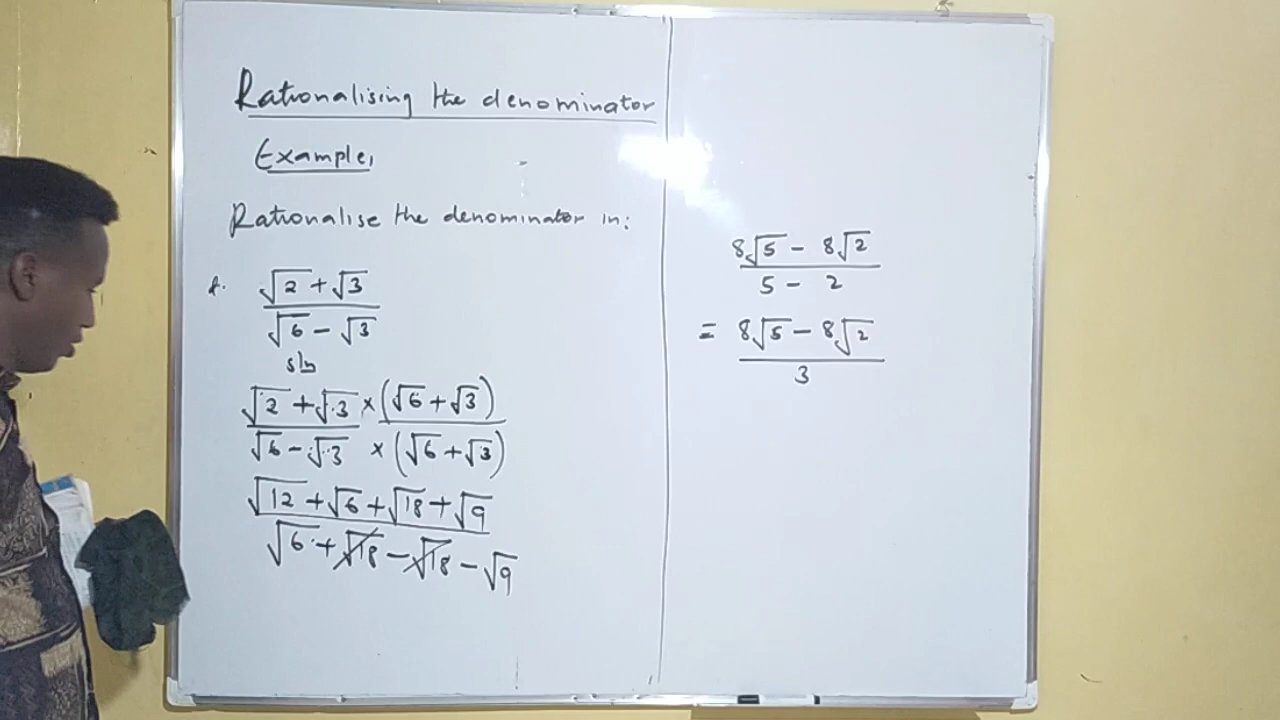 Rationalising the denominator
Example,
Rationalise the denominator in:
√2 + √3
√6 − √3
sln
√2 + √3 × (√6 + √3)
√6 − √3 × (√6 + √3)
√12 + √6 + √18 + √9
√6 + √18 − √18 − √9
8√5 − 8√2
5 − 2
= 8√5 − 8√2
3